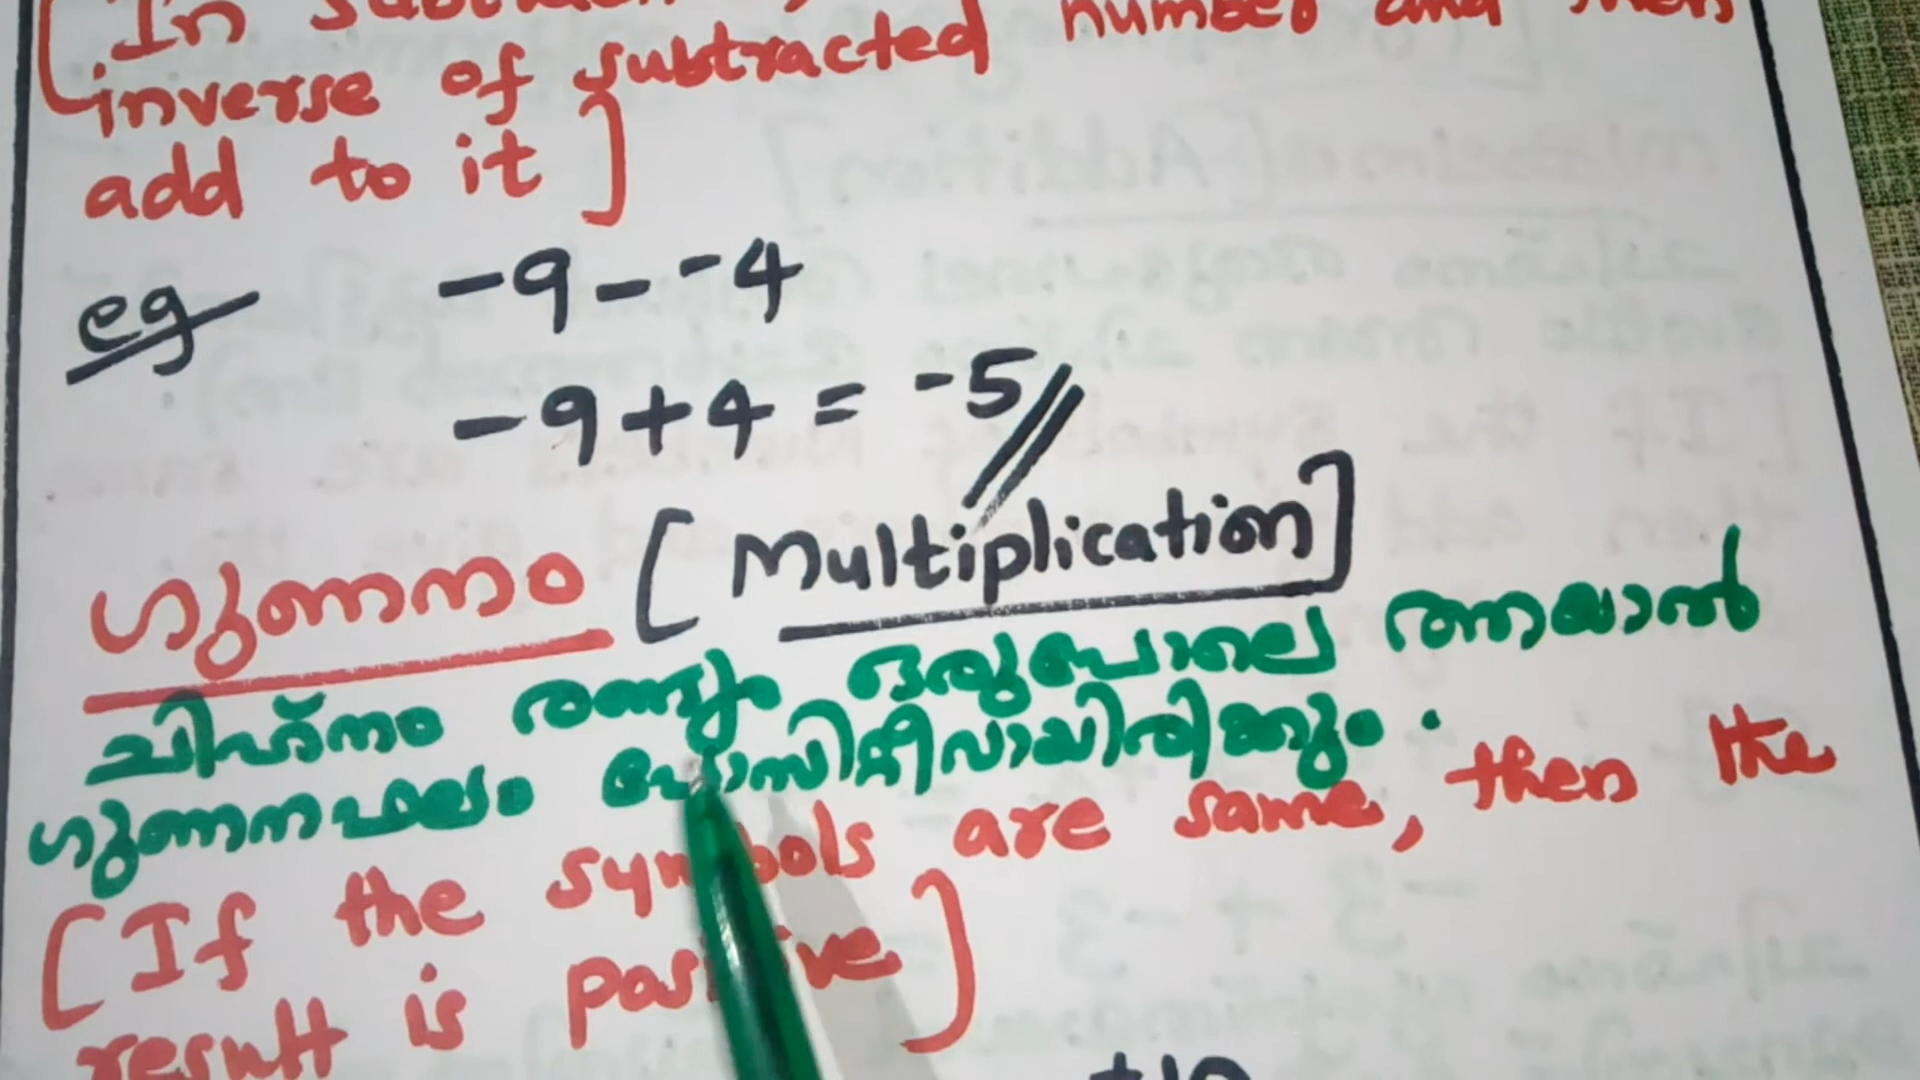 [In
inverse of subtracted number and then
add to it]
eg -9 - -4
-9+4 = -5
ഗുണനം [Multiplication]
ചിഹ്നം രണ്ടും ഒരുപോലെ ആയാൽ
ഗുണനഫലം പോസിറ്റീവായിരിക്കും.
[If the symbols are same, then the
result is positive]